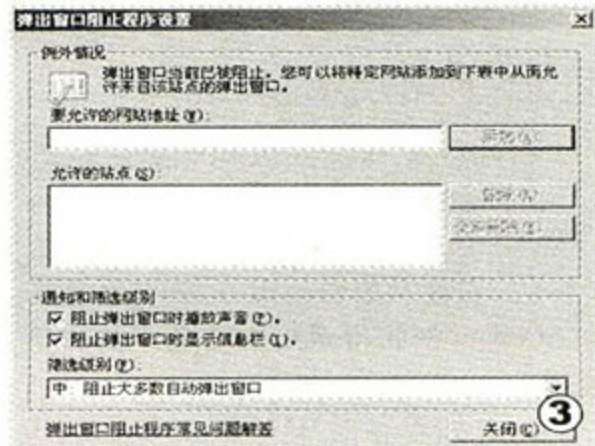 弹出窗口阻止程序设置
例外情况
弹出窗口当前已被阻止。您可以将特定网站添加到下表中从而允
许来自该站点的弹出窗口。
要允许的网站地址(W):
添加(A)
允许的站点(S):
全部删除(E)...
通知和筛选级别
阻止弹出窗口时播放声音(P)。
阻止弹出窗口时显示信息栏(I)。
筛选级别(F):
中: 阻止大多数自动弹出窗口
弹出窗口阻止程序常见问题解答
关闭(C)
③